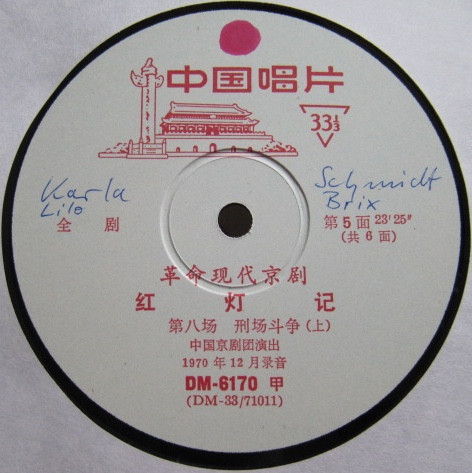 中国唱片
33⅓
Karla
Lilo
Schmidt
Brix
全剧
第5面 23′25″
(共6面)
革命现代京剧
红灯记
第八场 刑场斗争(上)
中国京剧团演出
1970年12月录音
DM-6170 甲
(DM-33/71011)